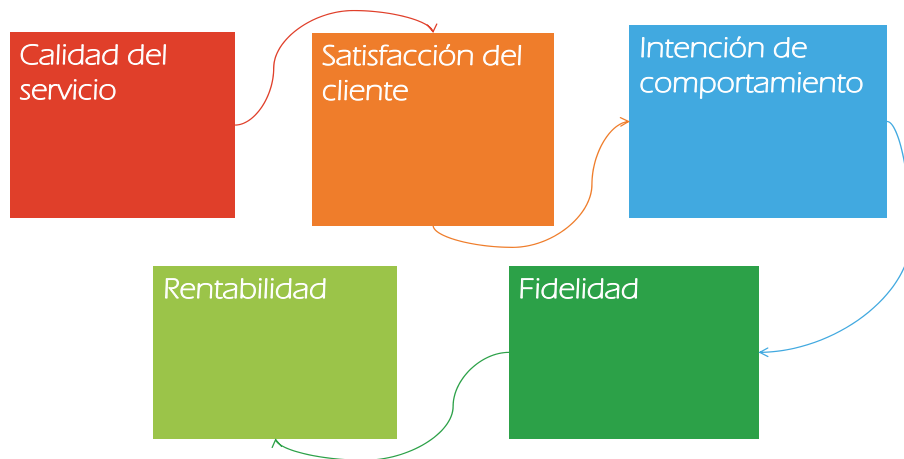 Calidad del
servicio
Satisfacción del
cliente
Intención de
comportamiento
Rentabilidad
Fidelidad